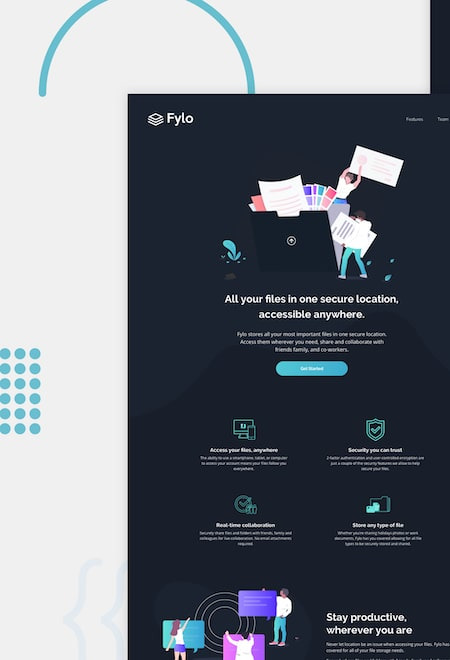 Fylo
Features
Team
All your files in one secure location,
accessible anywhere.
Fylo stores all your most important files in one secure location.
Access them wherever you need, share and collaborate with
friends family, and co-workers.
Get Started
Access your files, anywhere
The ability to use a smartphone, tablet, or computer
to access your account means your files follow you
everywhere.
Security you can trust
2-factor authentication and user-controlled encryption are
just a couple of the security features we allow to help
secure your files.
Real-time collaboration
Securely share files and folders with friends, family and
colleagues for live collaboration. No email attachments
required.
Store any type of file
Whether you're sharing holidays photos or work
documents, Fylo has you covered allowing for all file
types to be securely stored and shared.
Stay productive,
wherever you are
Never let location be an issue when accessing your files. Fylo has
covered for all of your file storage needs.